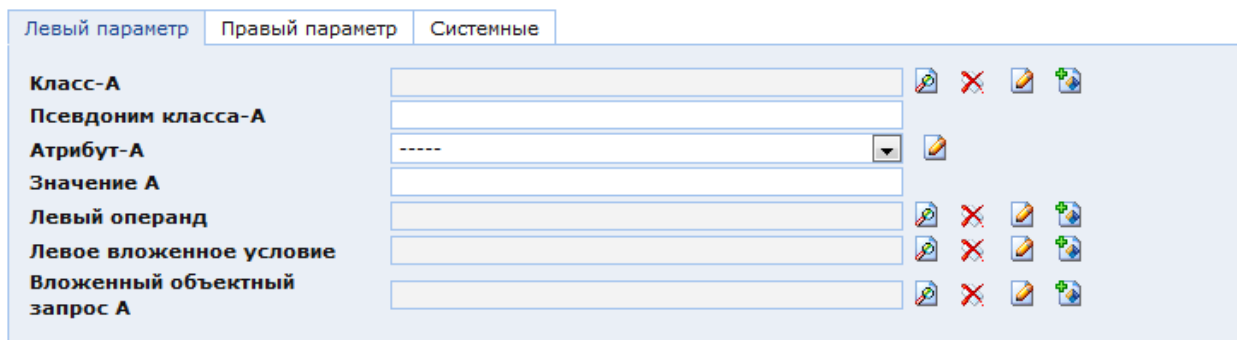 Левый параметр Правый параметр Системные
Класс-А
Псевдоним класса-А
Атрибут-А -----
Значение А
Левый операнд
Левое вложенное условие
Вложенный объектный
запрос А